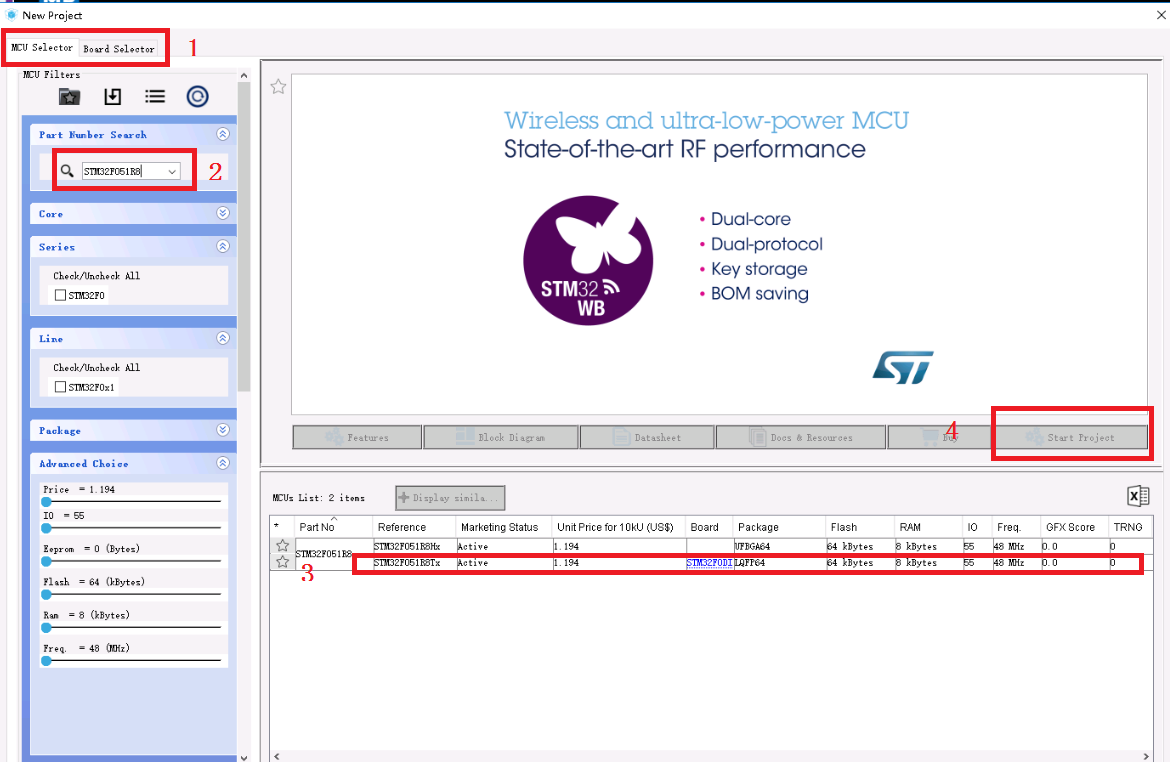 New Project
MCU Selector Board Selector 1
MCU Filters
Part Number Search
STM32F051R8 2
Core
Series
Check/Uncheck All
STM32F0
Line
Check/Uncheck All
STM32F0x1
Package
Advanced Choice
Price = 1.194
IO = 55
Eeprom = 0 (Bytes)
Flash = 64 (kBytes)
Ram = 8 (kBytes)
Freq. = 48 (MHz)
Wireless and ultra-low-power MCU
State-of-the-art RF performance
STM32
WB
• Dual-core
• Dual-protocol
• Key storage
• BOM saving
ST
Features Block Diagram Datasheet Docs & Resources 4 Start Project
MCUs List: 2 items Display simila...
* Part No Reference Marketing Status Unit Price for 10kU (US$) Board Package Flash RAM IO Freq. GFX Score TRNG
STM32F051R8
STM32F051R8Hx Active 1.194 UFBGA64 64 kBytes 8 kBytes 55 48 MHz 0.0 0
STM32F051R8Tx Active 1.194 STM32F0DI LQFP64 64 kBytes 8 kBytes 55 48 MHz 0.0 0
3